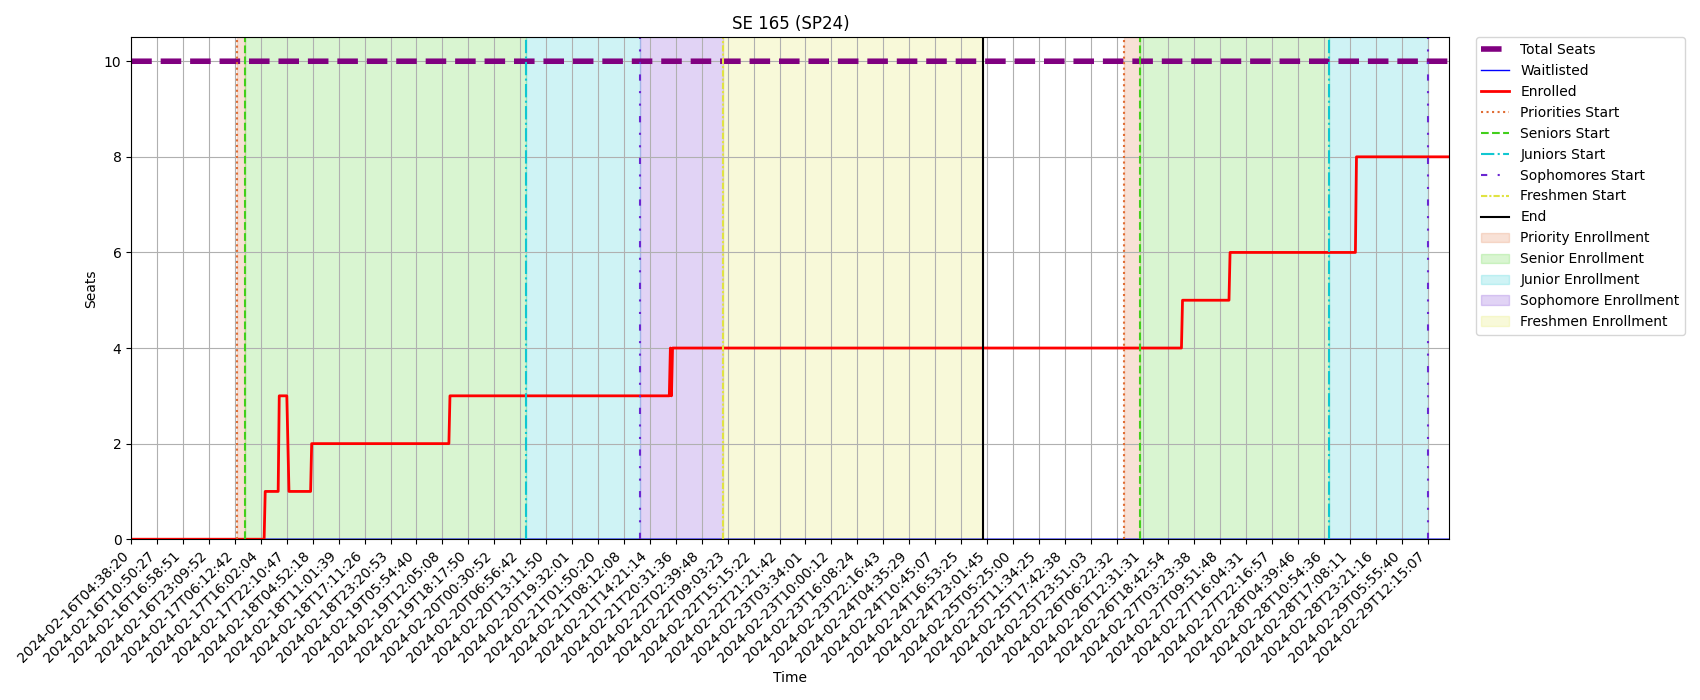 SE 165 (SP24)
10
8
6
4
2
0
Seats
2024-02-16T04:38:20
2024-02-16T10:50:27
2024-02-16T16:58:51
2024-02-16T23:09:52
2024-02-17T06:12:42
2024-02-17T16:02:04
2024-02-17T22:10:47
2024-02-18T04:52:18
2024-02-18T11:01:39
2024-02-18T17:11:26
2024-02-18T23:20:53
2024-02-19T05:54:40
2024-02-19T12:05:08
2024-02-19T18:17:50
2024-02-20T00:30:52
2024-02-20T06:56:42
2024-02-20T13:11:50
2024-02-20T19:32:01
2024-02-21T01:50:20
2024-02-21T08:12:08
2024-02-21T14:21:14
2024-02-21T20:31:36
2024-02-22T02:39:48
2024-02-22T09:03:23
2024-02-22T15:15:22
2024-02-22T21:21:42
2024-02-23T03:34:01
2024-02-23T10:00:12
2024-02-23T16:08:24
2024-02-23T22:16:43
2024-02-24T04:35:29
2024-02-24T10:45:07
2024-02-24T16:53:25
2024-02-24T23:01:45
2024-02-25T05:25:00
2024-02-25T11:34:25
2024-02-25T17:42:38
2024-02-25T23:51:03
2024-02-26T06:22:32
2024-02-26T12:31:31
2024-02-26T18:42:54
2024-02-27T03:23:38
2024-02-27T09:51:48
2024-02-27T16:04:31
2024-02-27T22:16:57
2024-02-28T04:39:46
2024-02-28T10:54:36
2024-02-28T17:08:11
2024-02-28T23:21:16
2024-02-29T05:55:40
2024-02-29T12:15:07
Time
Total Seats
Waitlisted
Enrolled
Priorities Start
Seniors Start
Juniors Start
Sophomores Start
Freshmen Start
End
Priority Enrollment
Senior Enrollment
Junior Enrollment
Sophomore Enrollment
Freshmen Enrollment